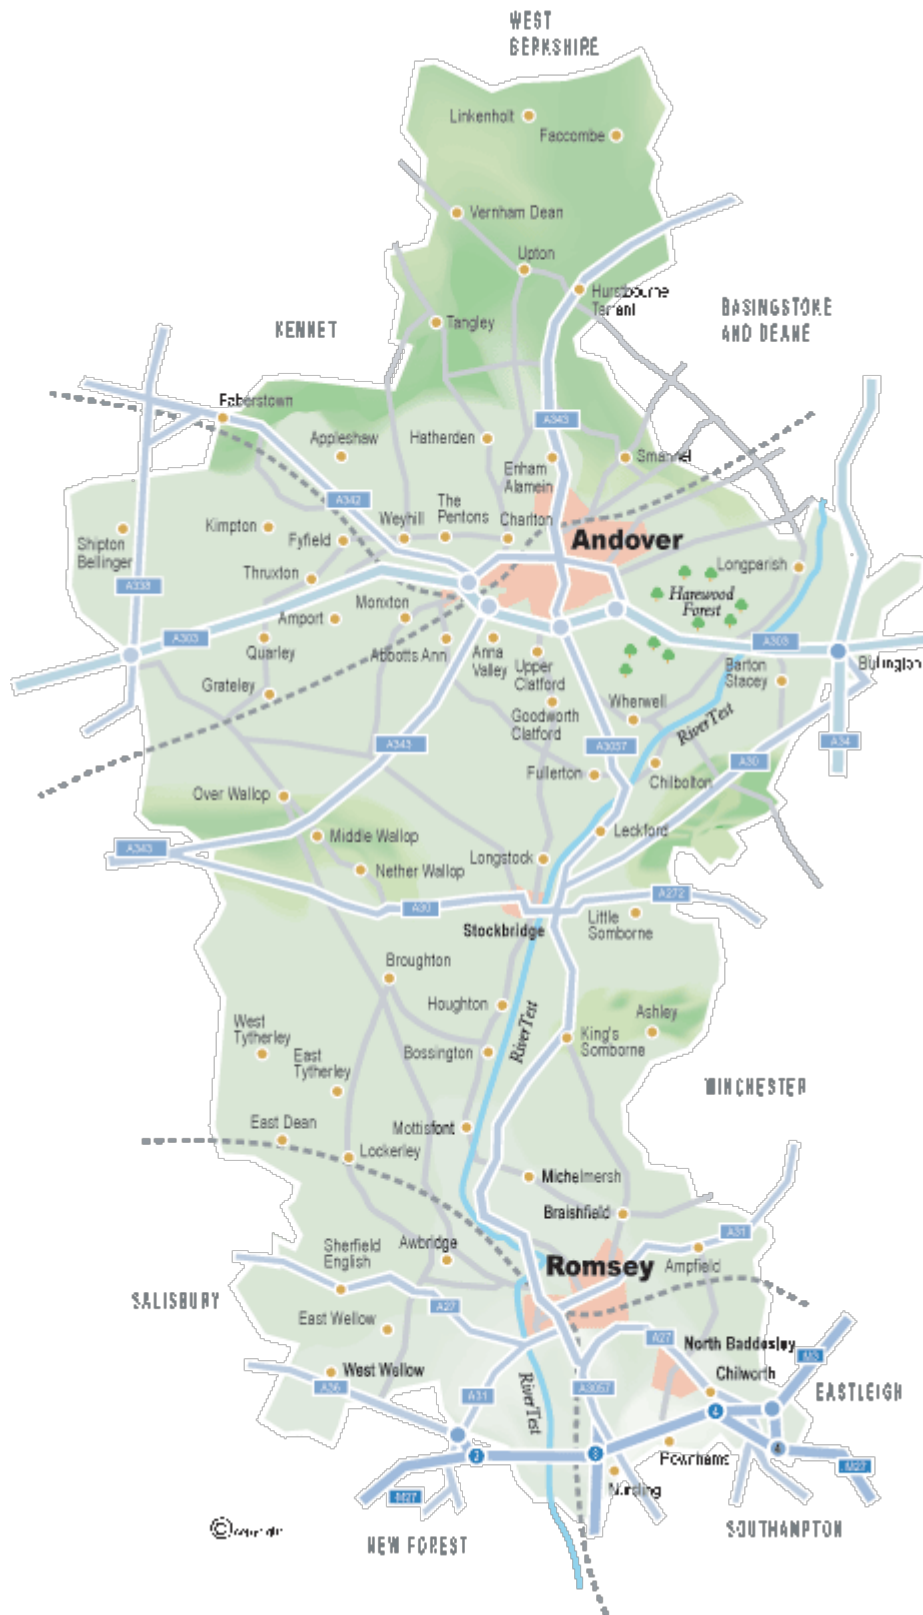 WEST
BERKSHIRE
Linkenholt
Faccombe
Vernham Dean
Upton
Hurstbourne
Tarrant
BASINGSTOKE
AND DEANE
KENNET
Tangley
Faberstown
A343
Appleshaw
Hatherden
Smannel
Enham
Alamein
A342
The
Pentons
Weyhill
Charlton
Kimpton
Fyfield
Andover
Shipton
Bellinger
Thruxton
Longparish
A338
Harewood
Forest
Monxton
Amport
A303
A303
Quarley
Abbotts Ann
Anna
Valley
Upper
Clatford
Barton
Stacey
Bullington
Grateley
Wherwell
Goodworth
Clatford
River Test
A343
A3057
A34
A30
Fullerton
Chilbolton
Over Wallop
Middle Wallop
Leckford
A343
Longstock
Nether Wallop
A272
A30
Little
Somborne
Stockbridge
Broughton
Houghton
River Test
Ashley
West
Tytherley
King's
Somborne
East
Tytherley
Bossington
WINCHESTER
East Dean
Mottisfont
Lockerley
Michelmersh
Braishfield
A31
Sherfield
English
Awbridge
Romsey
Ampfield
SALISBURY
A27
East Wellow
A27
North Baddesley
M3
West Wellow
Chilworth
A36
A31
River Test
A3057
EASTLEIGH
4
2
3
4
Rownhams
M27
M27
Nursling
SOUTHAMPTON
NEW FOREST
©